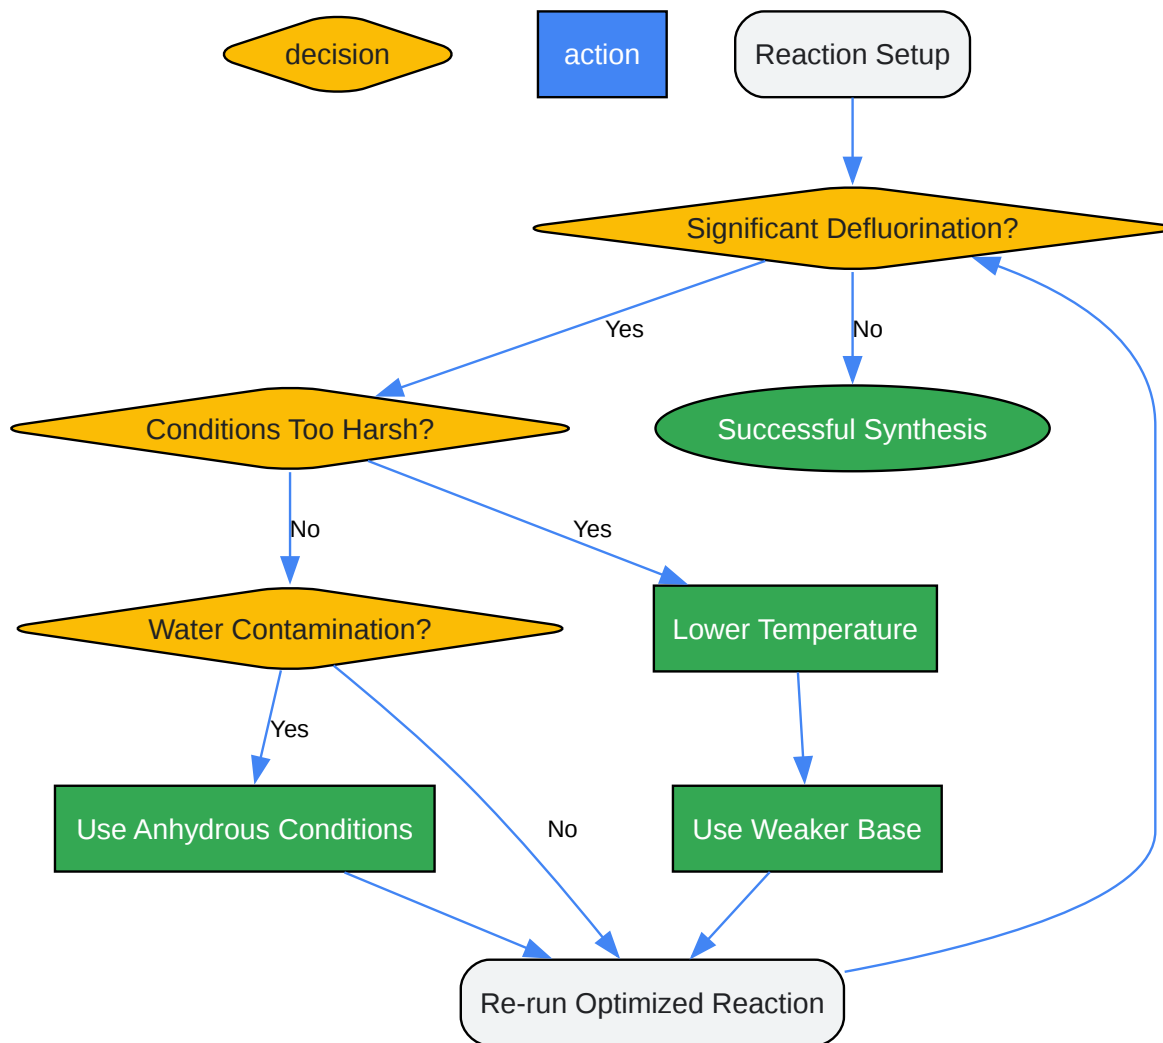 decision
action
Reaction Setup
Significant Defluorination?
Yes
No
Conditions Too Harsh?
Successful Synthesis
No
Yes
Water Contamination?
Lower Temperature
Yes
Use Anhydrous Conditions
No
Use Weaker Base
Re-run Optimized Reaction